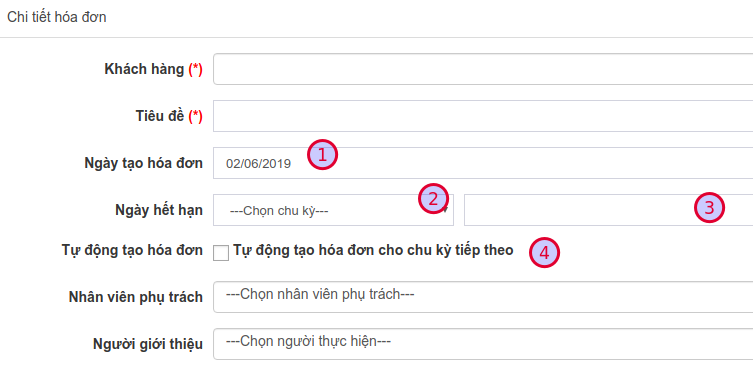 Chi tiết hóa đơn
Khách hàng (*)
Tiêu đề (*)
Ngày tạo hóa đơn 02/06/2019 1
Ngày hết hạn ---Chọn chu kỳ--- 2 3
Tự động tạo hóa đơn Tự động tạo hóa đơn cho chu kỳ tiếp theo 4
Nhân viên phụ trách ---Chọn nhân viên phụ trách---
Người giới thiệu ---Chọn người thực hiện---